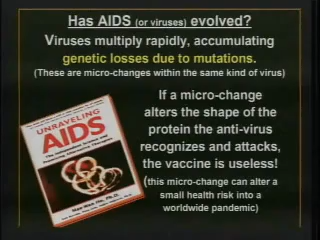 Has AIDS (or viruses) evolved?
Viruses multiply rapidly, accumulating
genetic losses due to mutations.
(These are micro-changes within the same kind of virus)
If a micro-change
alters the shape of the
protein the anti-virus
recognizes and attacks,
the vaccine is useless!
(this micro-change can alter a
small health risk into a
worldwide pandemic)
UNRAVELING
AIDS